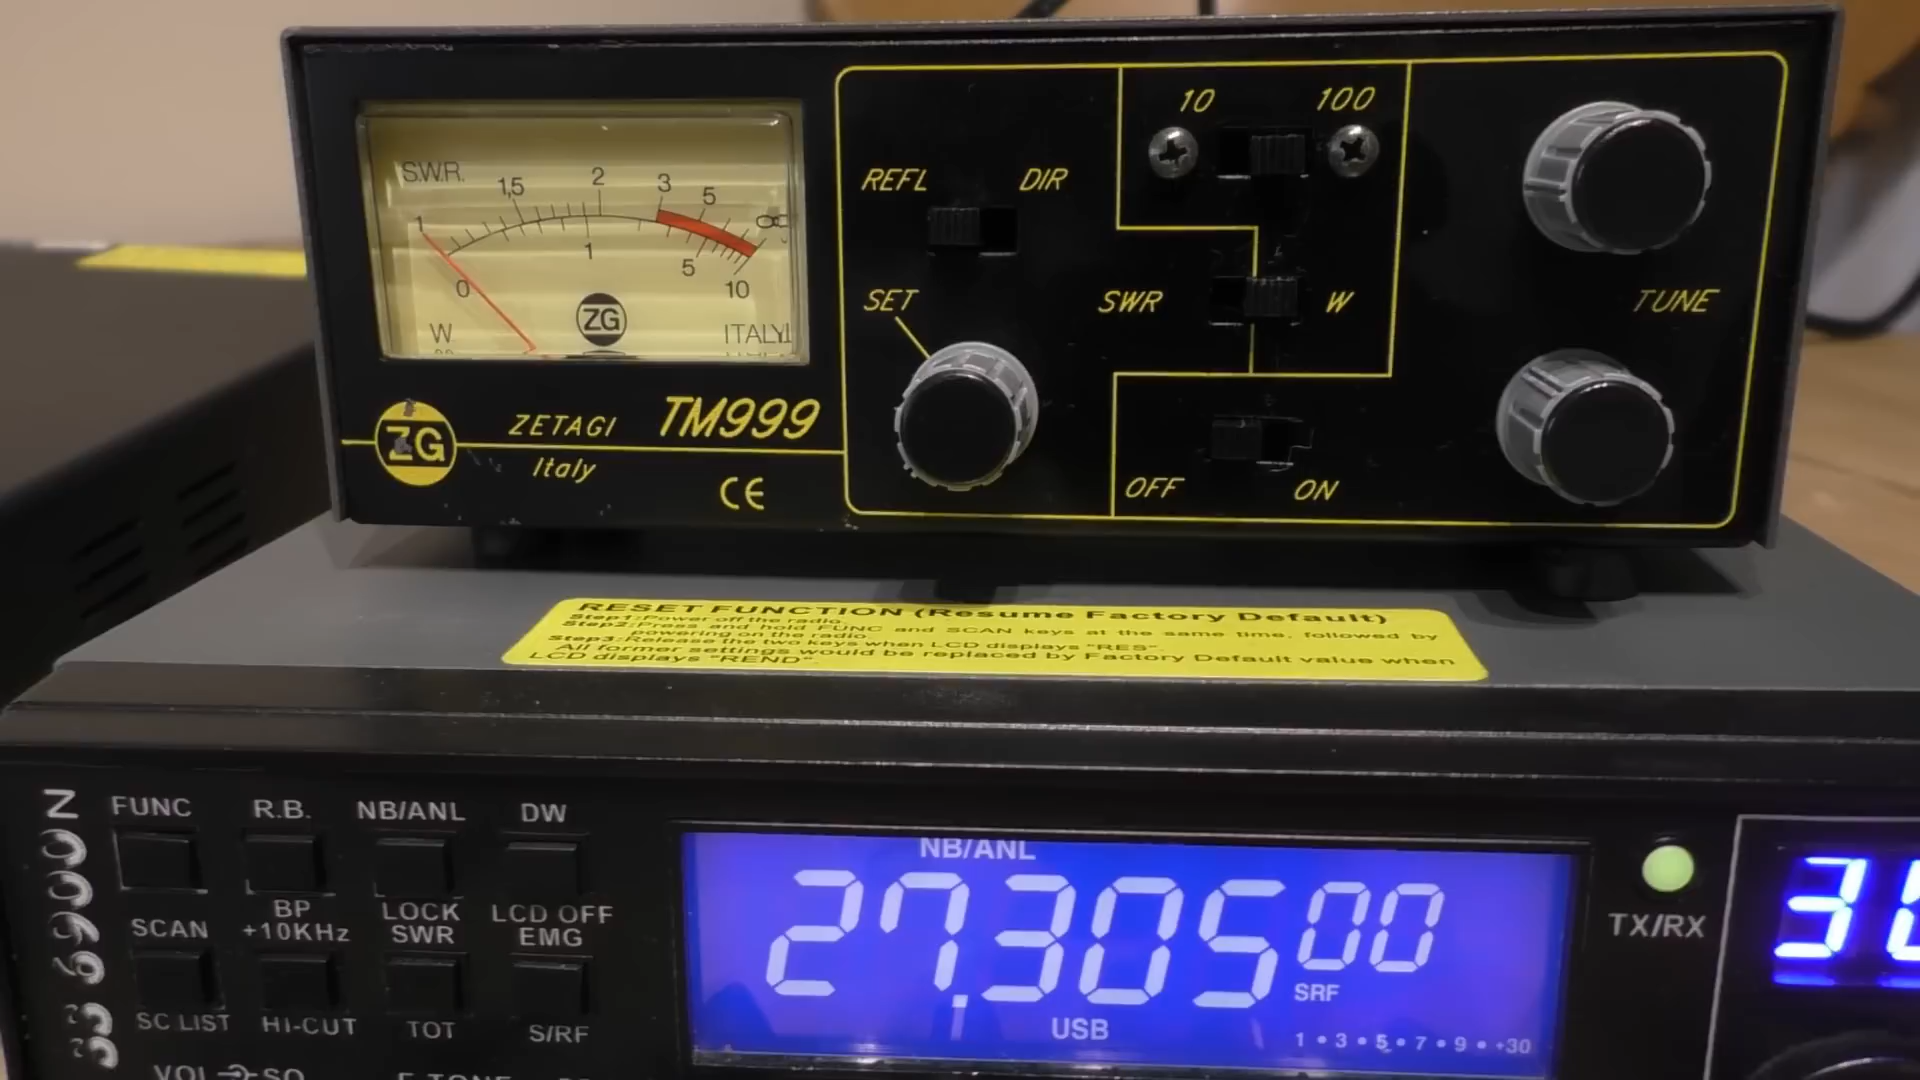 S.W.R.
1 1,5 2 3 5 ∞
0 1 5 10
W ZG ITALY
ZG ZETAGI TM999
Italy
CE
REFL DIR
SET
10 100
SWR W
OFF ON
TUNE
RESET FUNCTION (Resume Factory Default)
Step1:Power off the radio.
Step2:Press and hold FUNC and SCAN keys at the same time, followed by
powering on the radio.
Step3:Release the two keys when LCD displays "RES".
All former settings would be replaced by Factory Default value when
LCD displays "REND".
FUNC R.B. NB/ANL DW
SCAN BP +10KHz LOCK SWR LCD OFF EMG
SC.LIST HI-CUT TOT S/RF
NB/ANL
27.305 00
SRF
USB
1 • 3 • 5 • 7 • 9 • +30
TX/RX